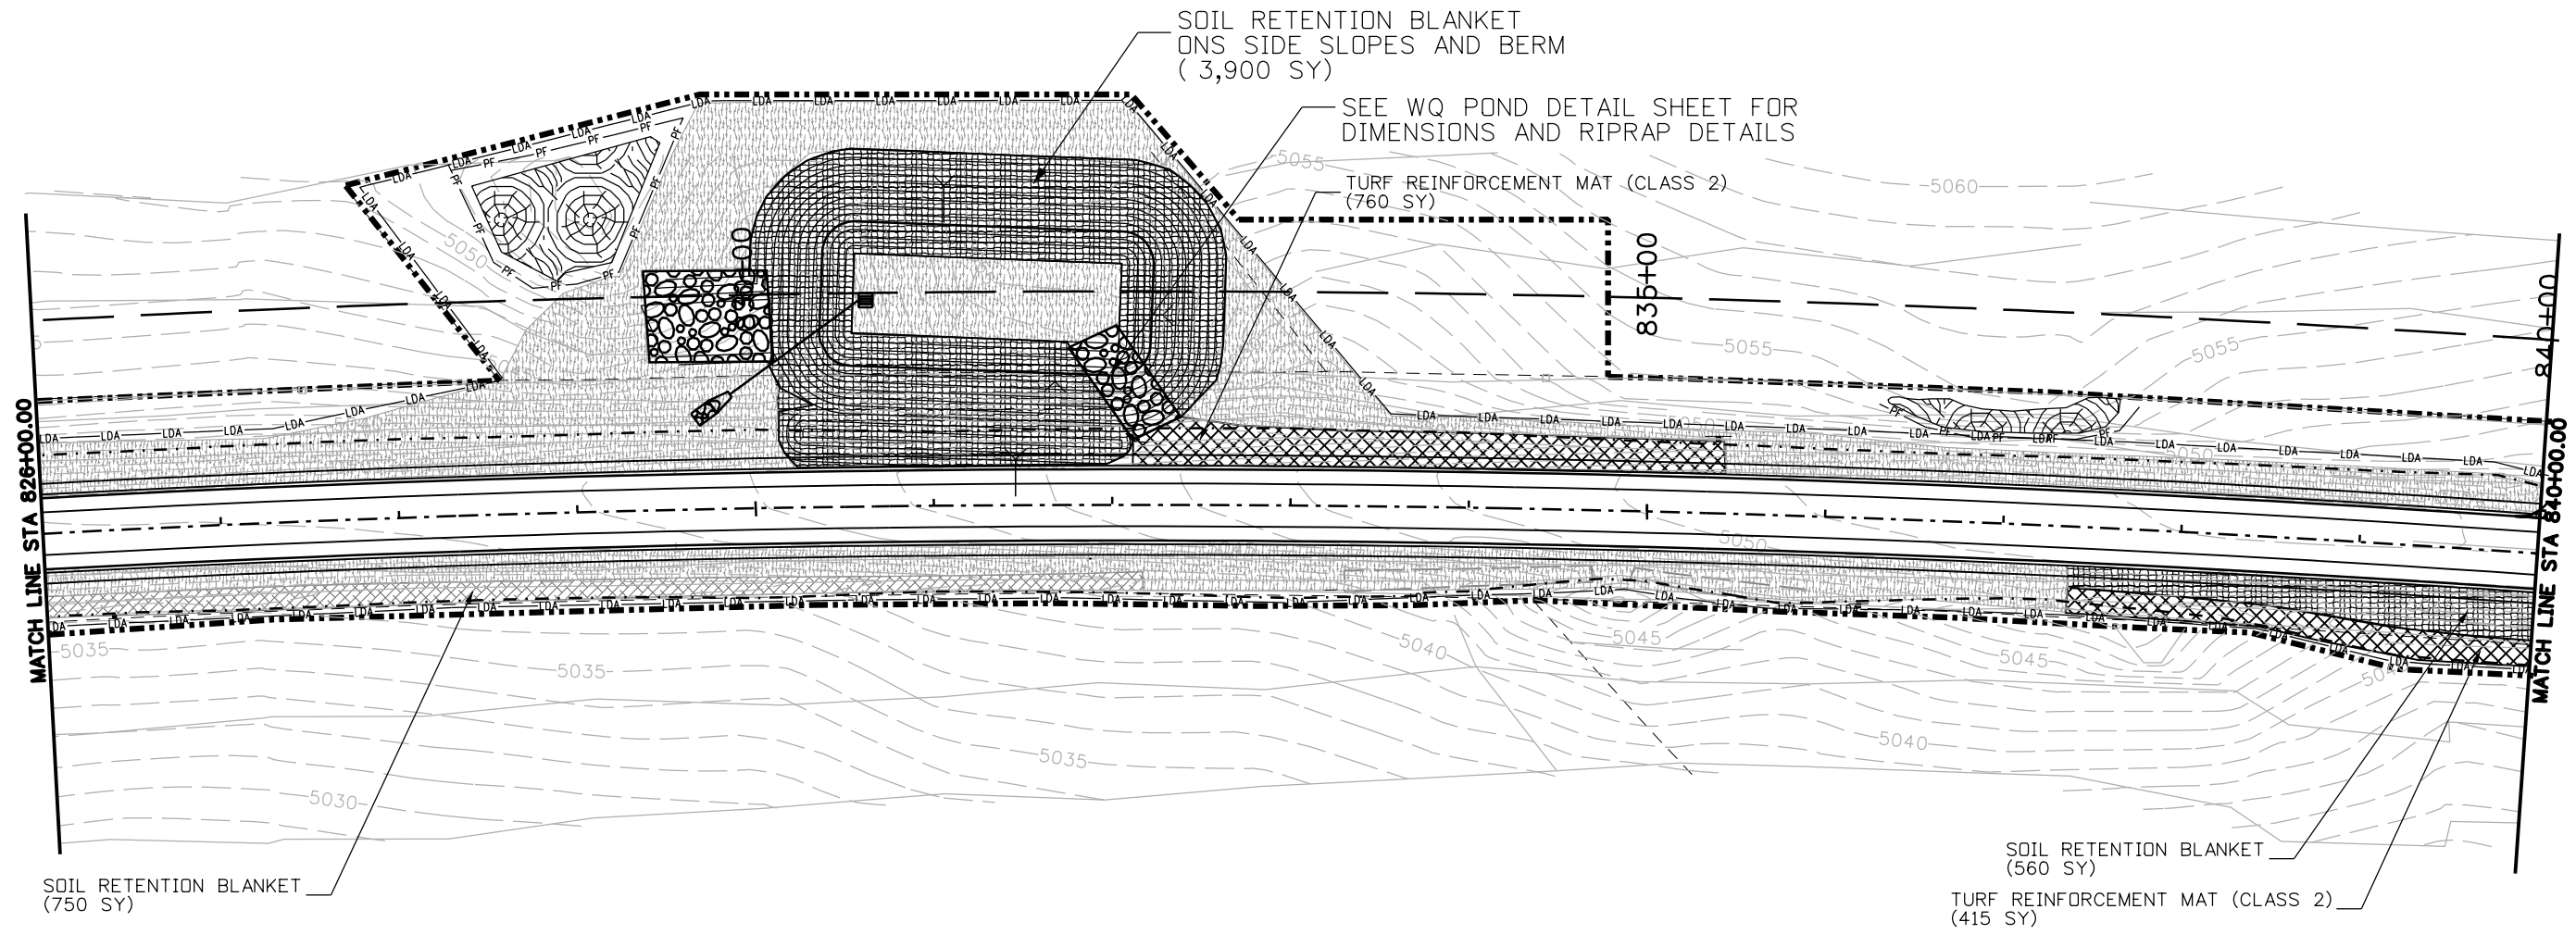 SOIL RETENTION BLANKET
ONS SIDE SLOPES AND BERM
( 3,900 SY)
SEE WQ POND DETAIL SHEET FOR
DIMENSIONS AND RIPRAP DETAILS
TURF REINFORCEMENT MAT (CLASS 2)
(760 SY)
5055
5060
5050
835+00
840+00
5055
5055
MATCH LINE STA 826+00.00
MATCH LINE STA 840+00.00
LDA
PF
5050
5050
5035
5035
5040
5045
5045
5035
5040
5030
SOIL RETENTION BLANKET
(750 SY)
SOIL RETENTION BLANKET
(560 SY)
TURF REINFORCEMENT MAT (CLASS 2)
(415 SY)